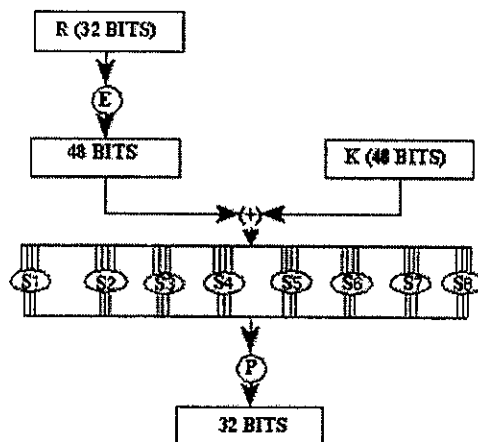 R (32 BITS)
E
48 BITS
K (48 BITS)
(+)
S1 S2 S3 S4 S5 S6 S7 S8
P
32 BITS